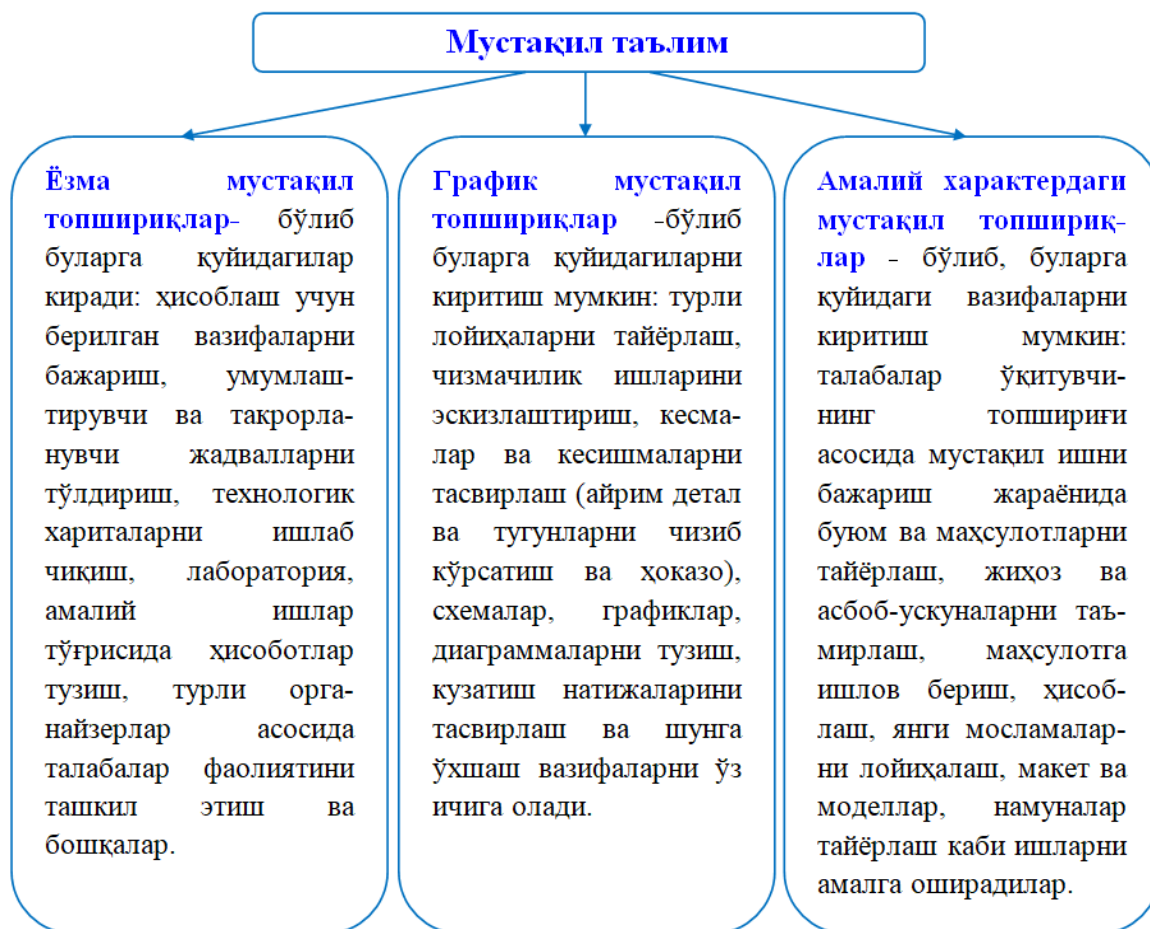 Мустақил таълим
Ёзма мустақил
топшириқлар- бўлиб
буларга қуйидагилар
киради: ҳисоблаш учун
берилган вазифаларни
бажариш, умумлаш-
тирувчи ва такрорла-
нувчи жадвалларни
тўлдириш, технологик
хариталарни ишлаб
чиқиш, лаборатория,
амалий ишлар
тўғрисида ҳисоботлар
тузиш, турли орга-
найзерлар асосида
талабалар фаолиятини
ташкил этиш ва
бошқалар.
График мустақил
топшириқлар -бўлиб
буларга қуйидагиларни
киритиш мумкин: турли
лойиҳаларни тайёрлаш,
чизмачилик ишларини
эскизлаштириш, кесма-
лар ва кесишмаларни
тасвирлаш (айрим детал
ва тугунларни чизиб
кўрсатиш ва ҳоказо),
схемалар, графиклар,
диаграммаларни тузиш,
кузатиш натижаларини
тасвирлаш ва шунга
ўхшаш вазифаларни ўз
ичига олади.
Амалий характердаги
мустақил топшириқ-
лар - бўлиб, буларга
қуйидаги вазифаларни
киритиш мумкин:
талабалар ўқитувчи-
нинг топшириғи
асосида мустақил ишни
бажариш жараёнида
буюм ва маҳсулотларни
тайёрлаш, жиҳоз ва
асбоб-ускуналарни таъ-
мирлаш, маҳсулотга
ишлов бериш, ҳисоб-
лаш, янги мосламалар-
ни лойиҳалаш, макет ва
моделлар, намуналар
тайёрлаш каби ишларни
амалга оширадилар.